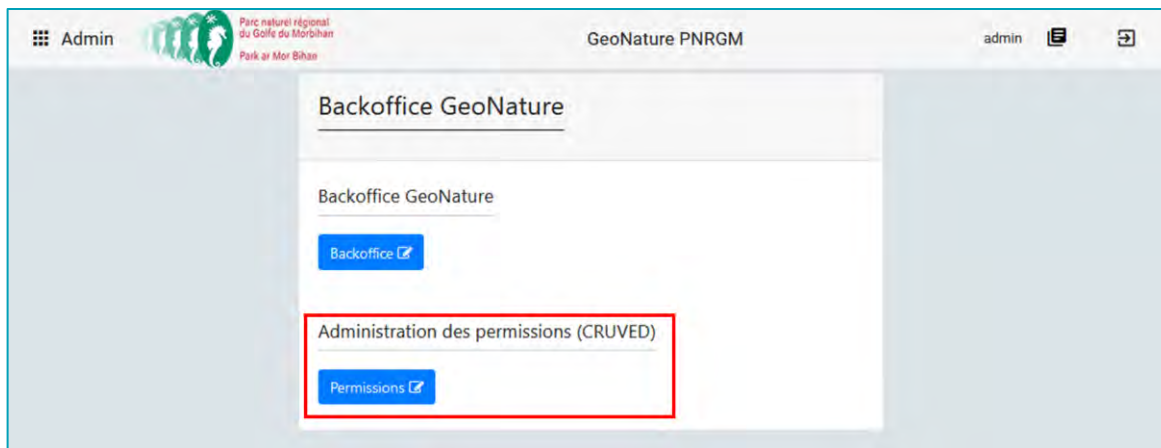 Admin
Parc naturel régional
du Golfe du Morbihan
Park ar Mor Bihan
GeoNature PNRGM
admin
Backoffice GeoNature
Backoffice GeoNature
Backoffice
Administration des permissions (CRUVED)
Permissions